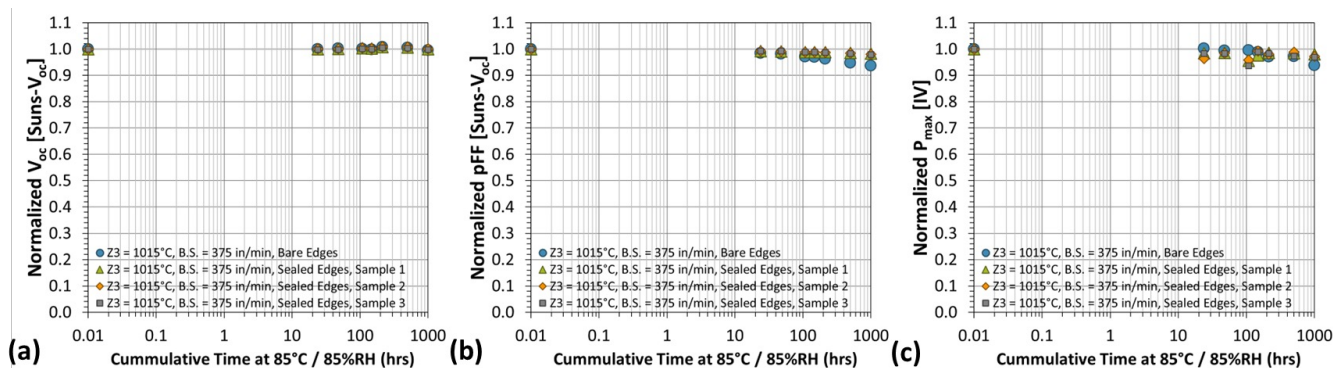 Normalized Voc [Suns-Voc]
1.1
1.0
0.9
0.8
0.7
0.6
0.5
0.4
0.3
0.2
0.1
0.0
Z3 = 1015°C, B.S. = 375 in/min, Bare Edges
Z3 = 1015°C, B.S. = 375 in/min, Sealed Edges, Sample 1
Z3 = 1015°C, B.S. = 375 in/min, Sealed Edges, Sample 2
Z3 = 1015°C, B.S. = 375 in/min, Sealed Edges, Sample 3
0.01 0.1 1 10 100 1000
(a)
Cummulative Time at 85°C / 85%RH (hrs)
Normalized pFF [Suns-Voc]
1.1
1.0
0.9
0.8
0.7
0.6
0.5
0.4
0.3
0.2
0.1
0.0
Z3 = 1015°C, B.S. = 375 in/min, Bare Edges
Z3 = 1015°C, B.S. = 375 in/min, Sealed Edges, Sample 1
Z3 = 1015°C, B.S. = 375 in/min, Sealed Edges, Sample 2
Z3 = 1015°C, B.S. = 375 in/min, Sealed Edges, Sample 3
0.01 0.1 1 10 100 1000
(b)
Cummulative Time at 85°C / 85%RH (hrs)
Normalized Pmax [IV]
1.1
1.0
0.9
0.8
0.7
0.6
0.5
0.4
0.3
0.2
0.1
0.0
Z3 = 1015°C, B.S. = 375 in/min, Bare Edges
Z3 = 1015°C, B.S. = 375 in/min, Sealed Edges, Sample 1
Z3 = 1015°C, B.S. = 375 in/min, Sealed Edges, Sample 2
Z3 = 1015°C, B.S. = 375 in/min, Sealed Edges, Sample 3
0.01 0.1 1 10 100 1000
(c)
Cummulative Time at 85°C / 85%RH (hrs)